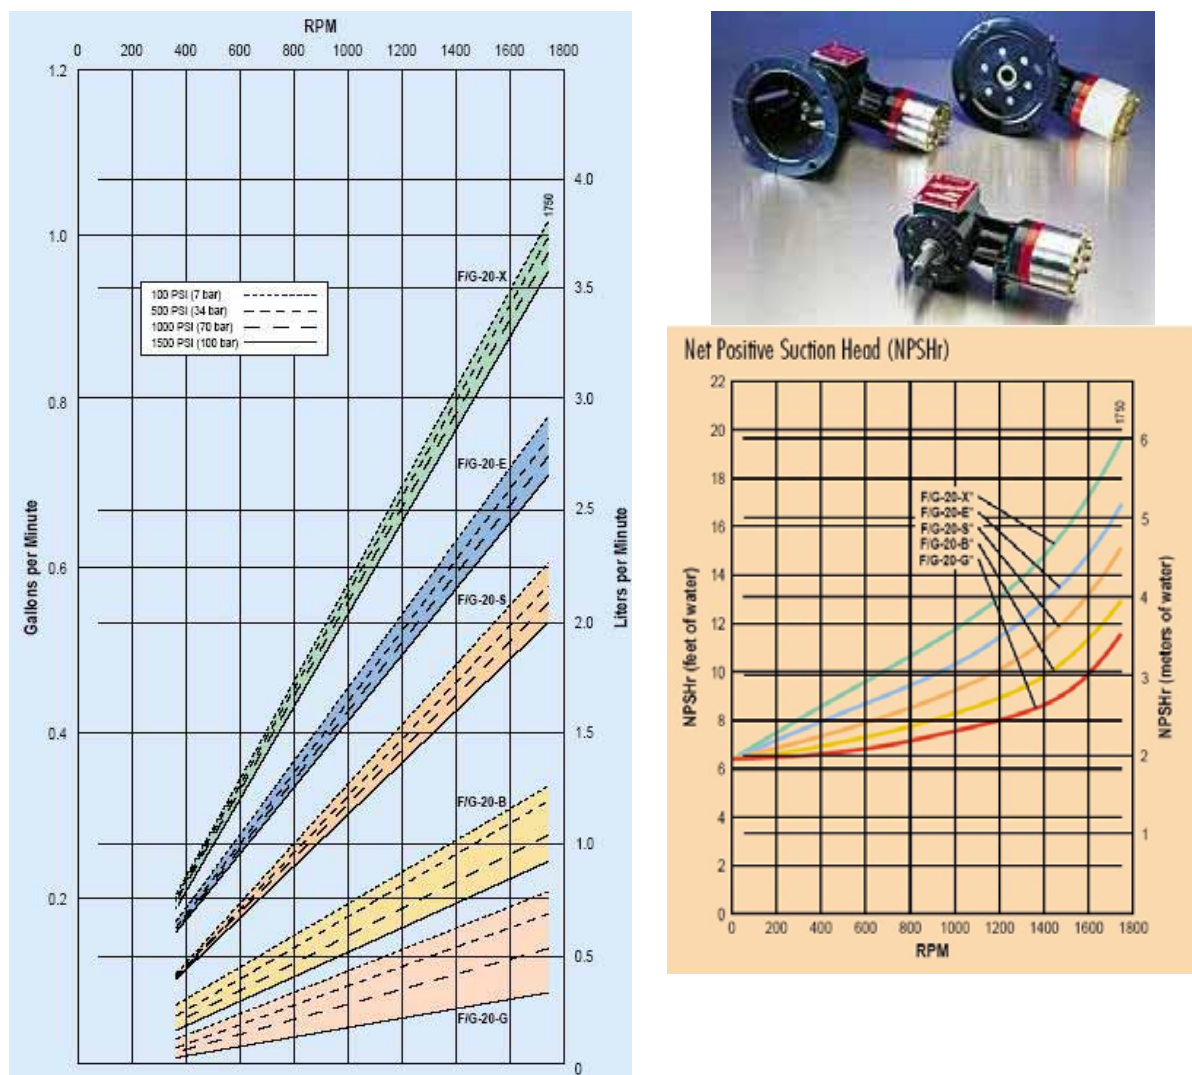 RPM
0 400 600 800 1000 1200 1400 1600 1800
1.2
4.0
1750
1.0
F/G-20-X
3.5
100 PSI (7 bar)
500 PSI (34 bar)
1000 PSI (70 bar)
1500 PSI (100 bar)
0.8
3.0
F/G-20-E
2.5
Gallons per Minute
Liters per Minute
0.6
F/G-20-S
2.0
0.4
1.5
F/G-20-B
1.0
0.2
0.5
F/G-20-G
0
Net Positive Suction Head (NPSHr)
22
1750
20
6
18
F/G-20-X"
F/G-20-E"
F/G-20-S"
F/G-20-B"
F/G-20-G"
16
5
14
4
12
NPSHr (feet of water)
NPSHr (meters of water)
10
3
8
2
6
4
1
2
0
0 200 400 600 800 1000 1200 1400 1600 1800
RPM